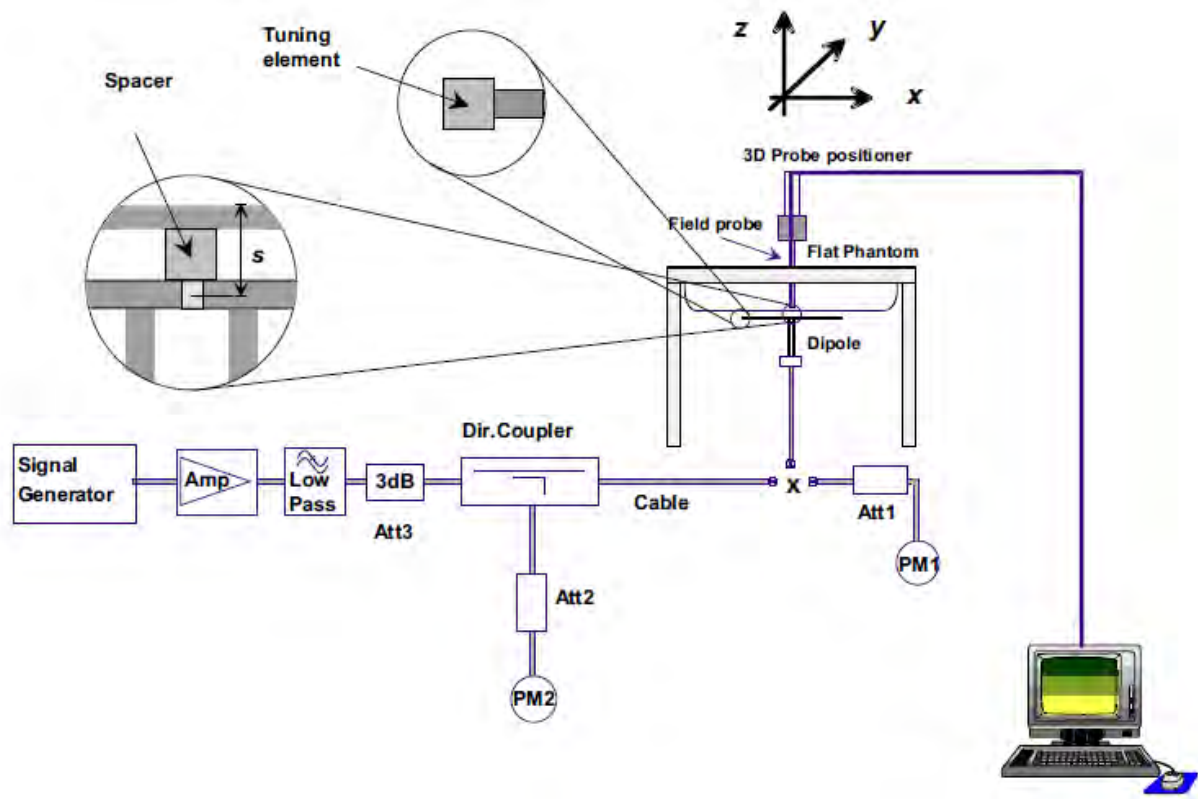 Tuning
element
Spacer
z
y
x
3D Probe positioner
Field probe
Flat Phantom
s
Dipole
Dir.Coupler
Signal
Generator
Amp
Low
Pass
3dB
Att3
Cable
x
Att1
PM1
Att2
PM2